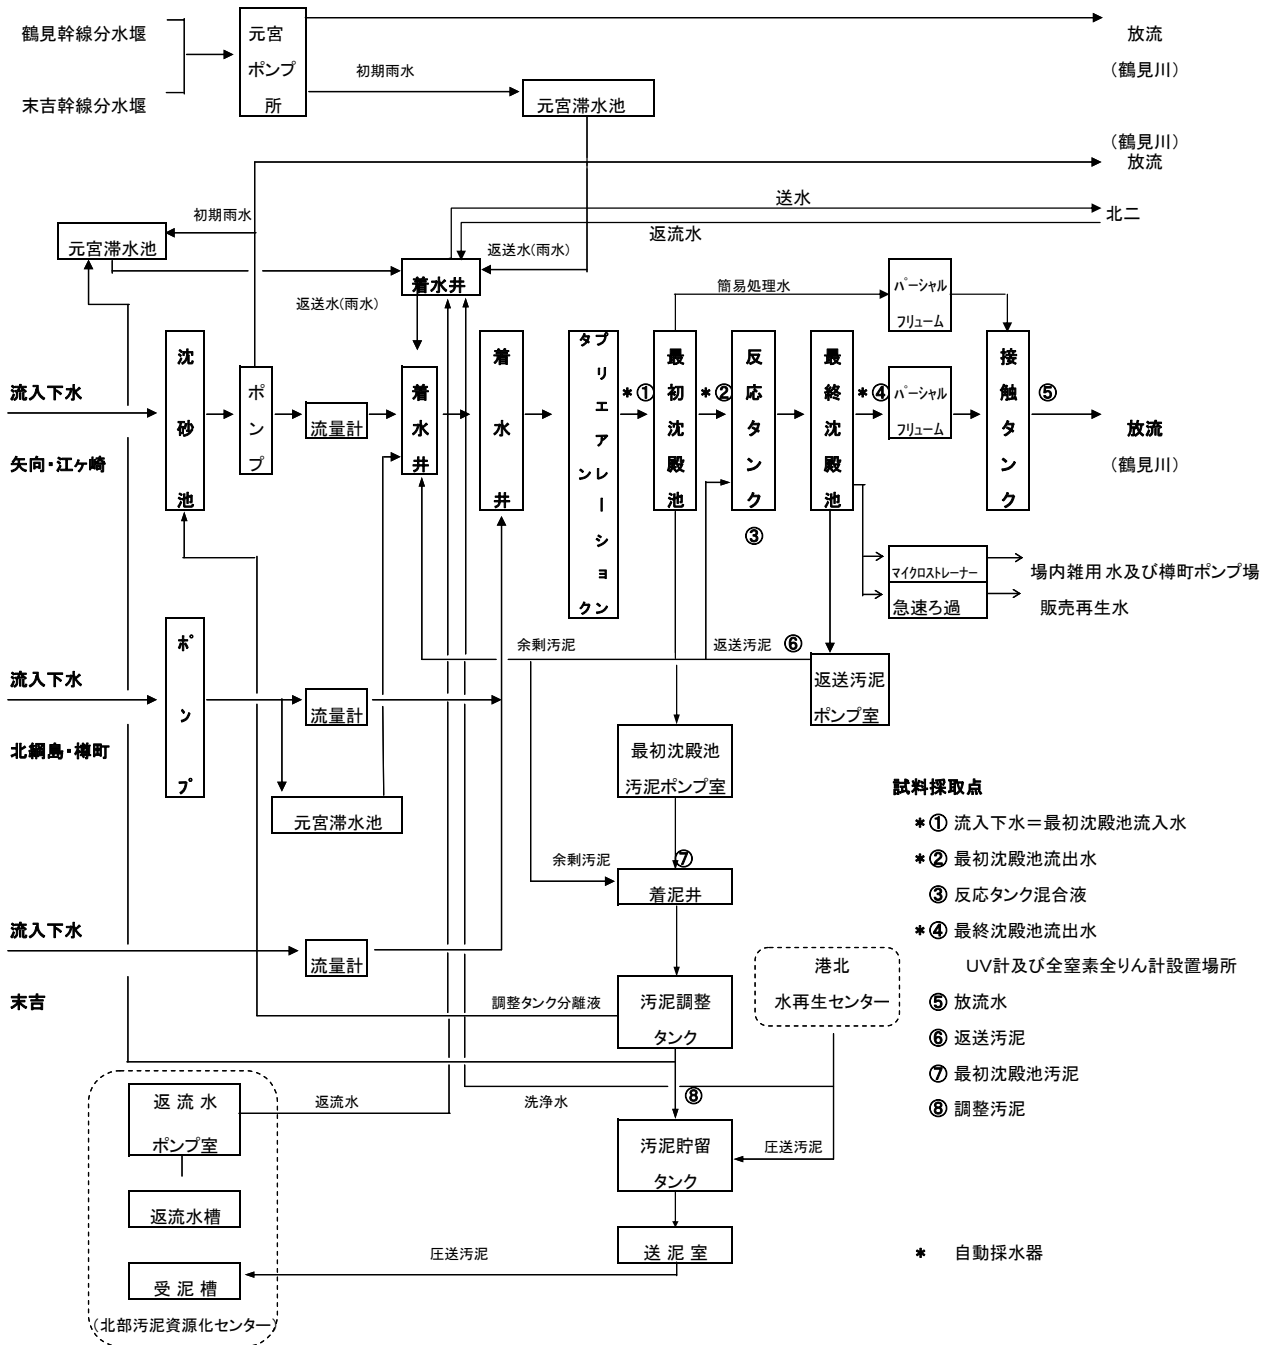 鶴見幹線分水堰
末吉幹線分水堰
元宮
ポンプ
所
放流
(鶴見川)
初期雨水
元宮滞水池
(鶴見川)
放流
送水
北二
返流水
初期雨水
元宮滞水池
返送水(雨水)
着水井
返送水(雨水)
簡易処理水
パーシャル
フリューム
流入下水
矢向・江ヶ崎
沈砂池
ポンプ
流量計
着水井
着水井
プリエアレーション
タンク
*①
最初沈殿池
*②
反応タンク
③
最終沈殿池
*④
パーシャル
フリューム
接触タンク
⑤
放流
(鶴見川)
マイクロストレーナー
場内雑用水及び樽町ポンプ場
急速ろ過
販売再生水
余剰汚泥
返送汚泥
⑥
返送汚泥
ポンプ室
流入下水
北綱島・樽町
ポンプ
流量計
元宮滞水池
最初沈殿池
汚泥ポンプ室
余剰汚泥
⑦
着泥井
流入下水
末吉
流量計
調整タンク分離液
汚泥調整
タンク
港北
水再生センター
返流水
ポンプ室
返流水
洗浄水
⑧
汚泥貯留
タンク
圧送汚泥
返流水槽
送泥室
圧送汚泥
受泥槽
(北部汚泥資源化センター)
試料採取点
*① 流入下水=最初沈殿池流入水
*② 最初沈殿池流出水
③ 反応タンク混合液
*④ 最終沈殿池流出水
UV計及び全窒素全りん計設置場所
⑤ 放流水
⑥ 返送汚泥
⑦ 最初沈殿池汚泥
⑧ 調整汚泥
* 自動採水器